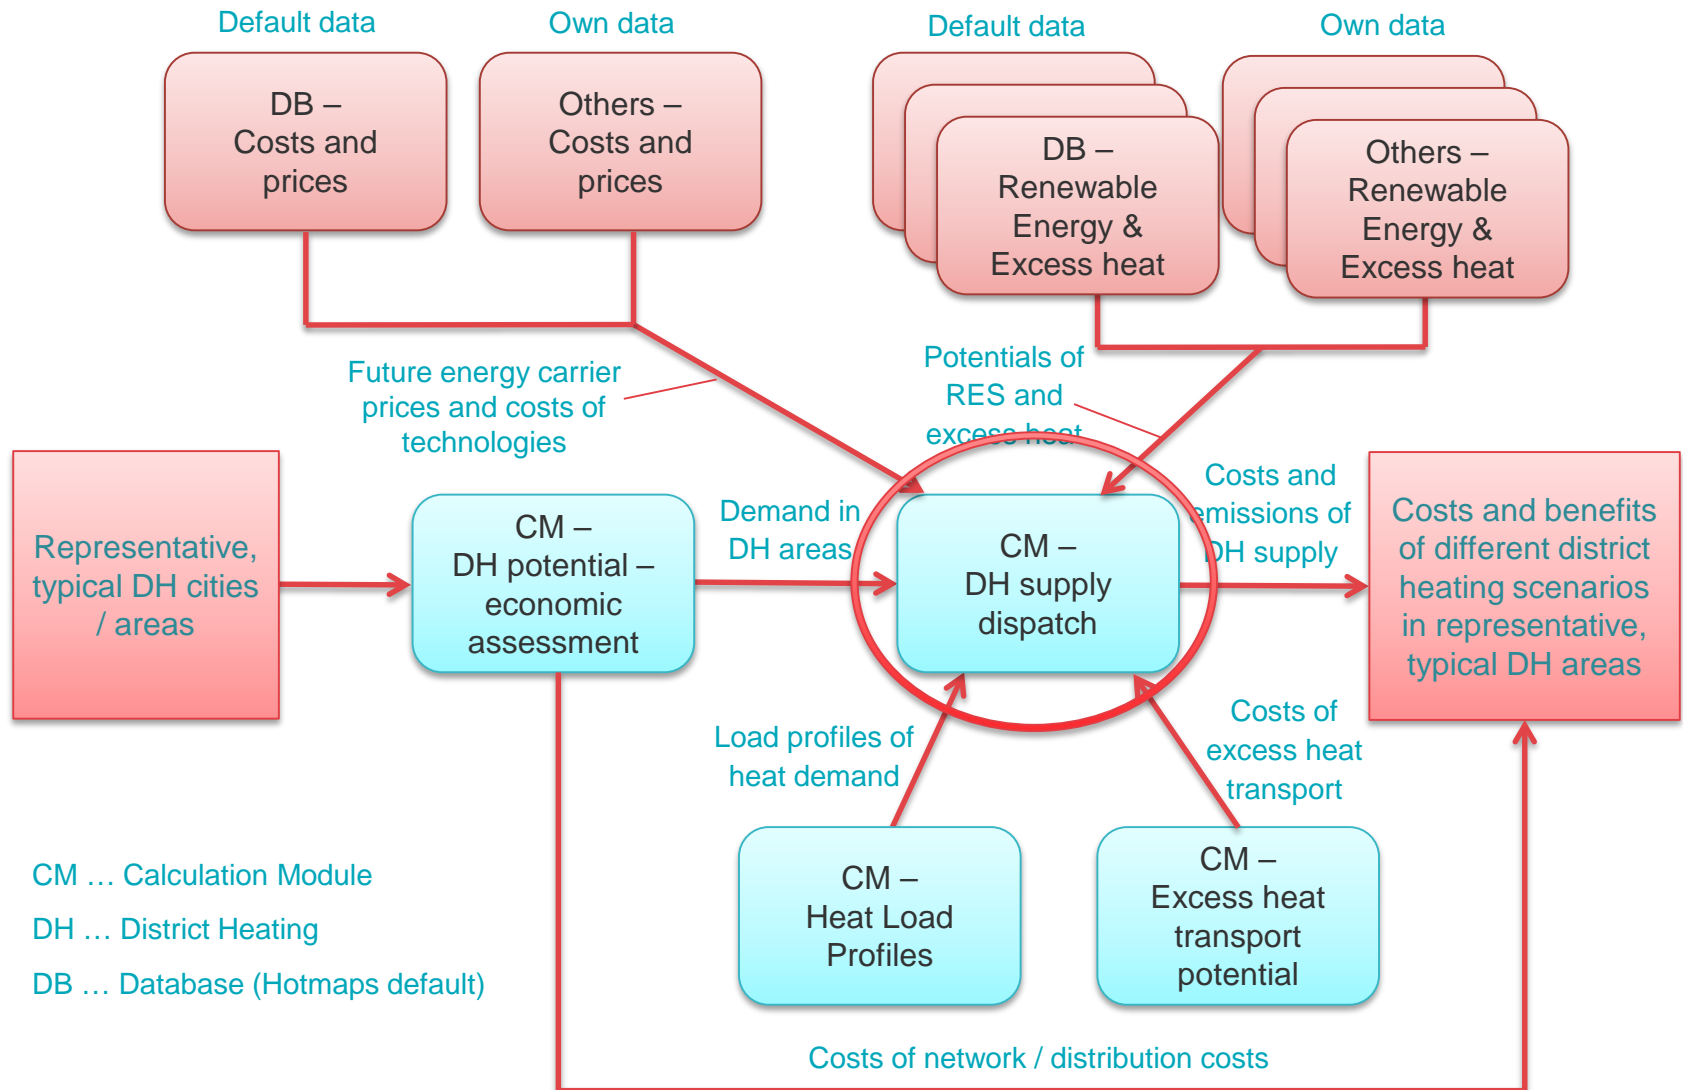 Default data
Own data
Default data
Own data
DB –
Costs and
prices
Others –
Costs and
prices
DB –
Renewable
Energy &
Excess heat
Others –
Renewable
Energy &
Excess heat
Future energy carrier
prices and costs of
technologies
Potentials of
RES and
excess heat
Representative,
typical DH cities
/ areas
CM –
DH potential –
economic
assessment
Demand in
DH areas
CM –
DH supply
dispatch
Costs and
emissions of
DH supply
Costs and benefits
of different district
heating scenarios
in representative,
typical DH areas
Load profiles of
heat demand
Costs of
excess heat
transport
CM –
Heat Load
Profiles
CM –
Excess heat
transport
potential
CM … Calculation Module
DH … District Heating
DB … Database (Hotmaps default)
Costs of network / distribution costs